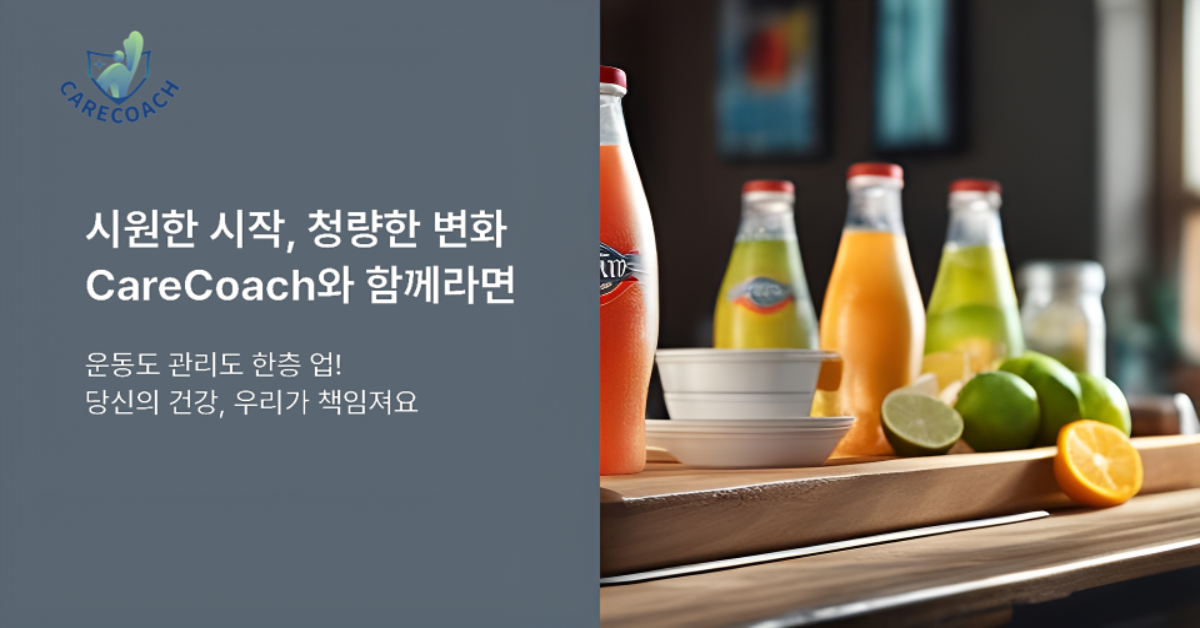 CARECOACH
시원한 시작, 청량한 변화
CareCoach와 함께라면
운동도 관리도 한층 업!
당신의 건강, 우리가 책임져요